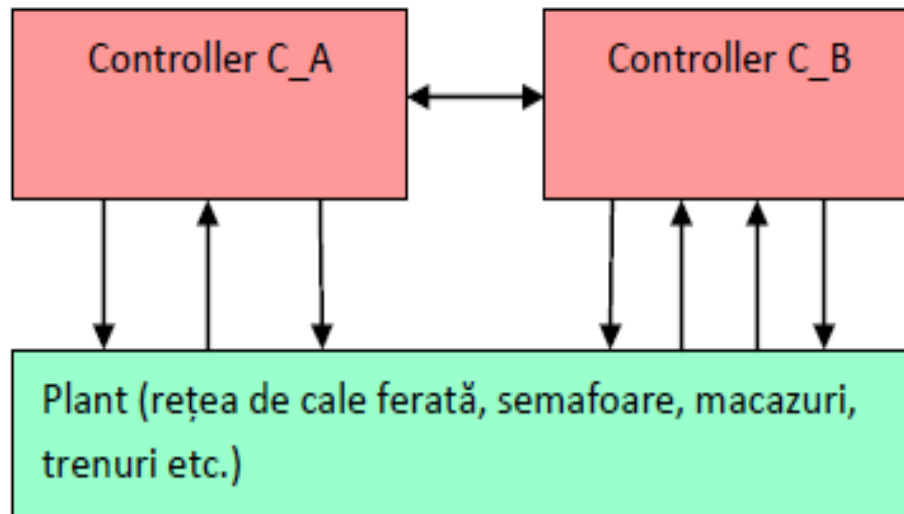 Controller C_A
Controller C_B
Plant (rețea de cale ferată, semafoare, macazuri,
trenuri etc.)